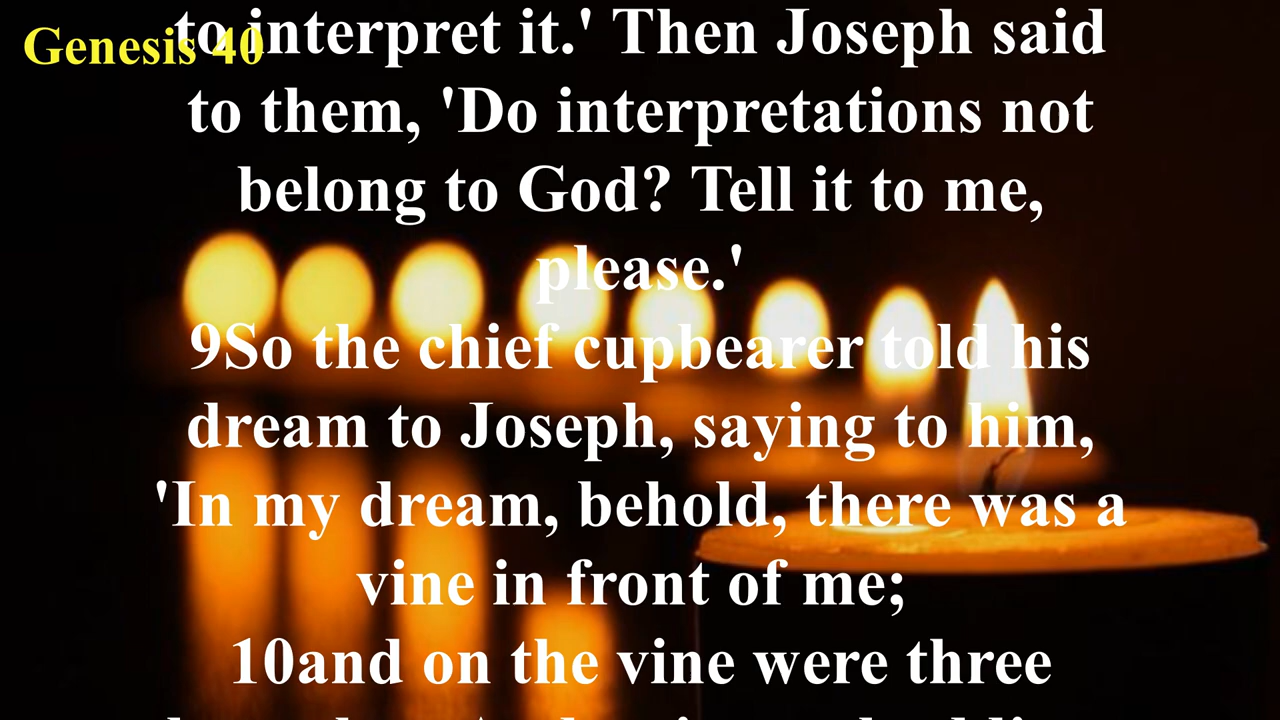 Genesis 40
to interpret it.' Then Joseph said
to them, 'Do interpretations not
belong to God? Tell it to me,
please.'
9So the chief cupbearer told his
dream to Joseph, saying to him,
'In my dream, behold, there was a
vine in front of me;
10and on the vine were three